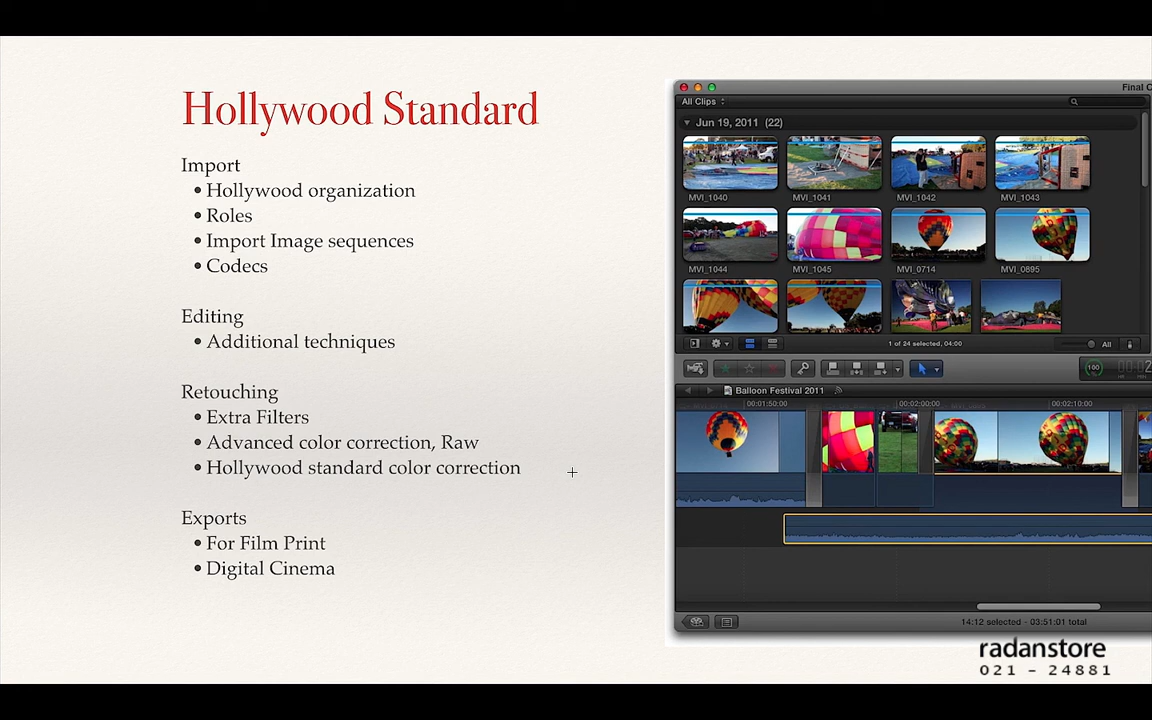 Hollywood Standard
Import
• Hollywood organization
• Roles
• Import Image sequences
• Codecs
Editing
• Additional techniques
Retouching
• Extra Filters
• Advanced color correction, Raw
• Hollywood standard color correction
Exports
• For Film Print
• Digital Cinema
Final C
All Clips
Jun 19, 2011 (22)
MVI_1040 MVI_1041 MVI_1042 MVI_1043
MVI_1044 MVI_1045 MVI_0714 MVI_0895
1 of 24 selected, 04:00 All
100
Balloon Festival 2011
00:01:50:00 00:02:00:00 00:02:10:00
14:12 selected - 03:51:01 total
radanstore
021 - 24881